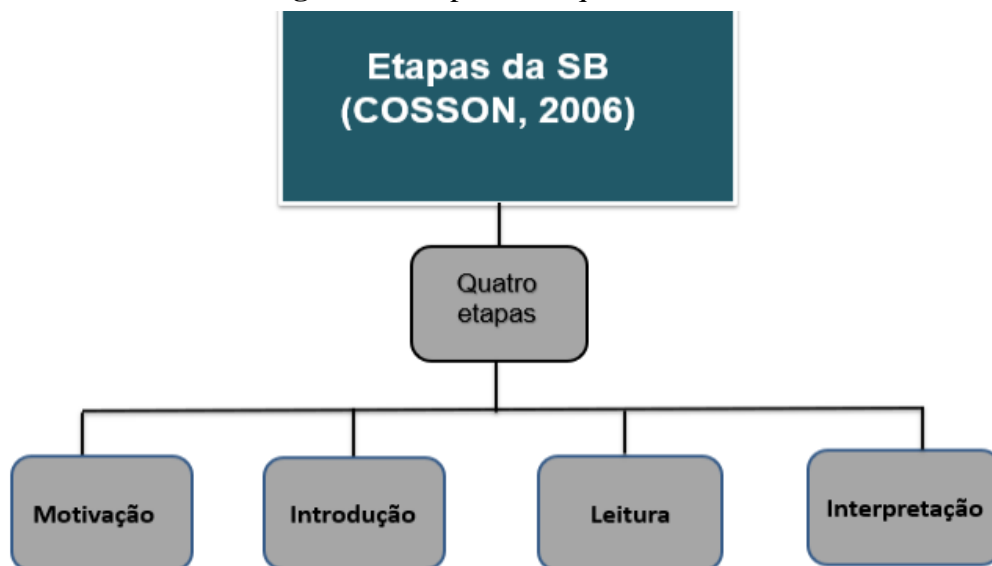 Etapas da SB
(COSSON, 2006)
Quatro
etapas
Motivação
Introdução
Leitura
Interpretação